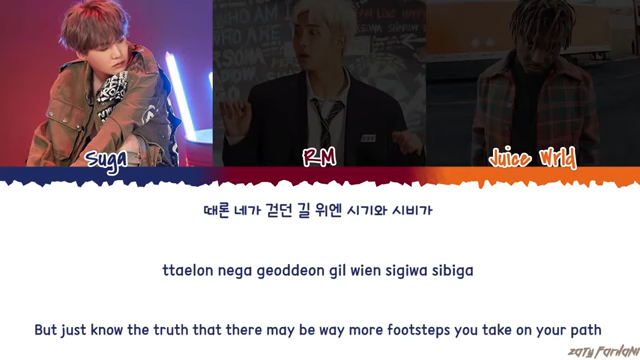 Suga
RM
Juice Wrld
때론 네가 걷던 길 위엔 시기와 시비가
ttaelon nega geoddeon gil wien sigiwa sibiga
But just know the truth that there may be way more footsteps you take on your path
zaty farhani